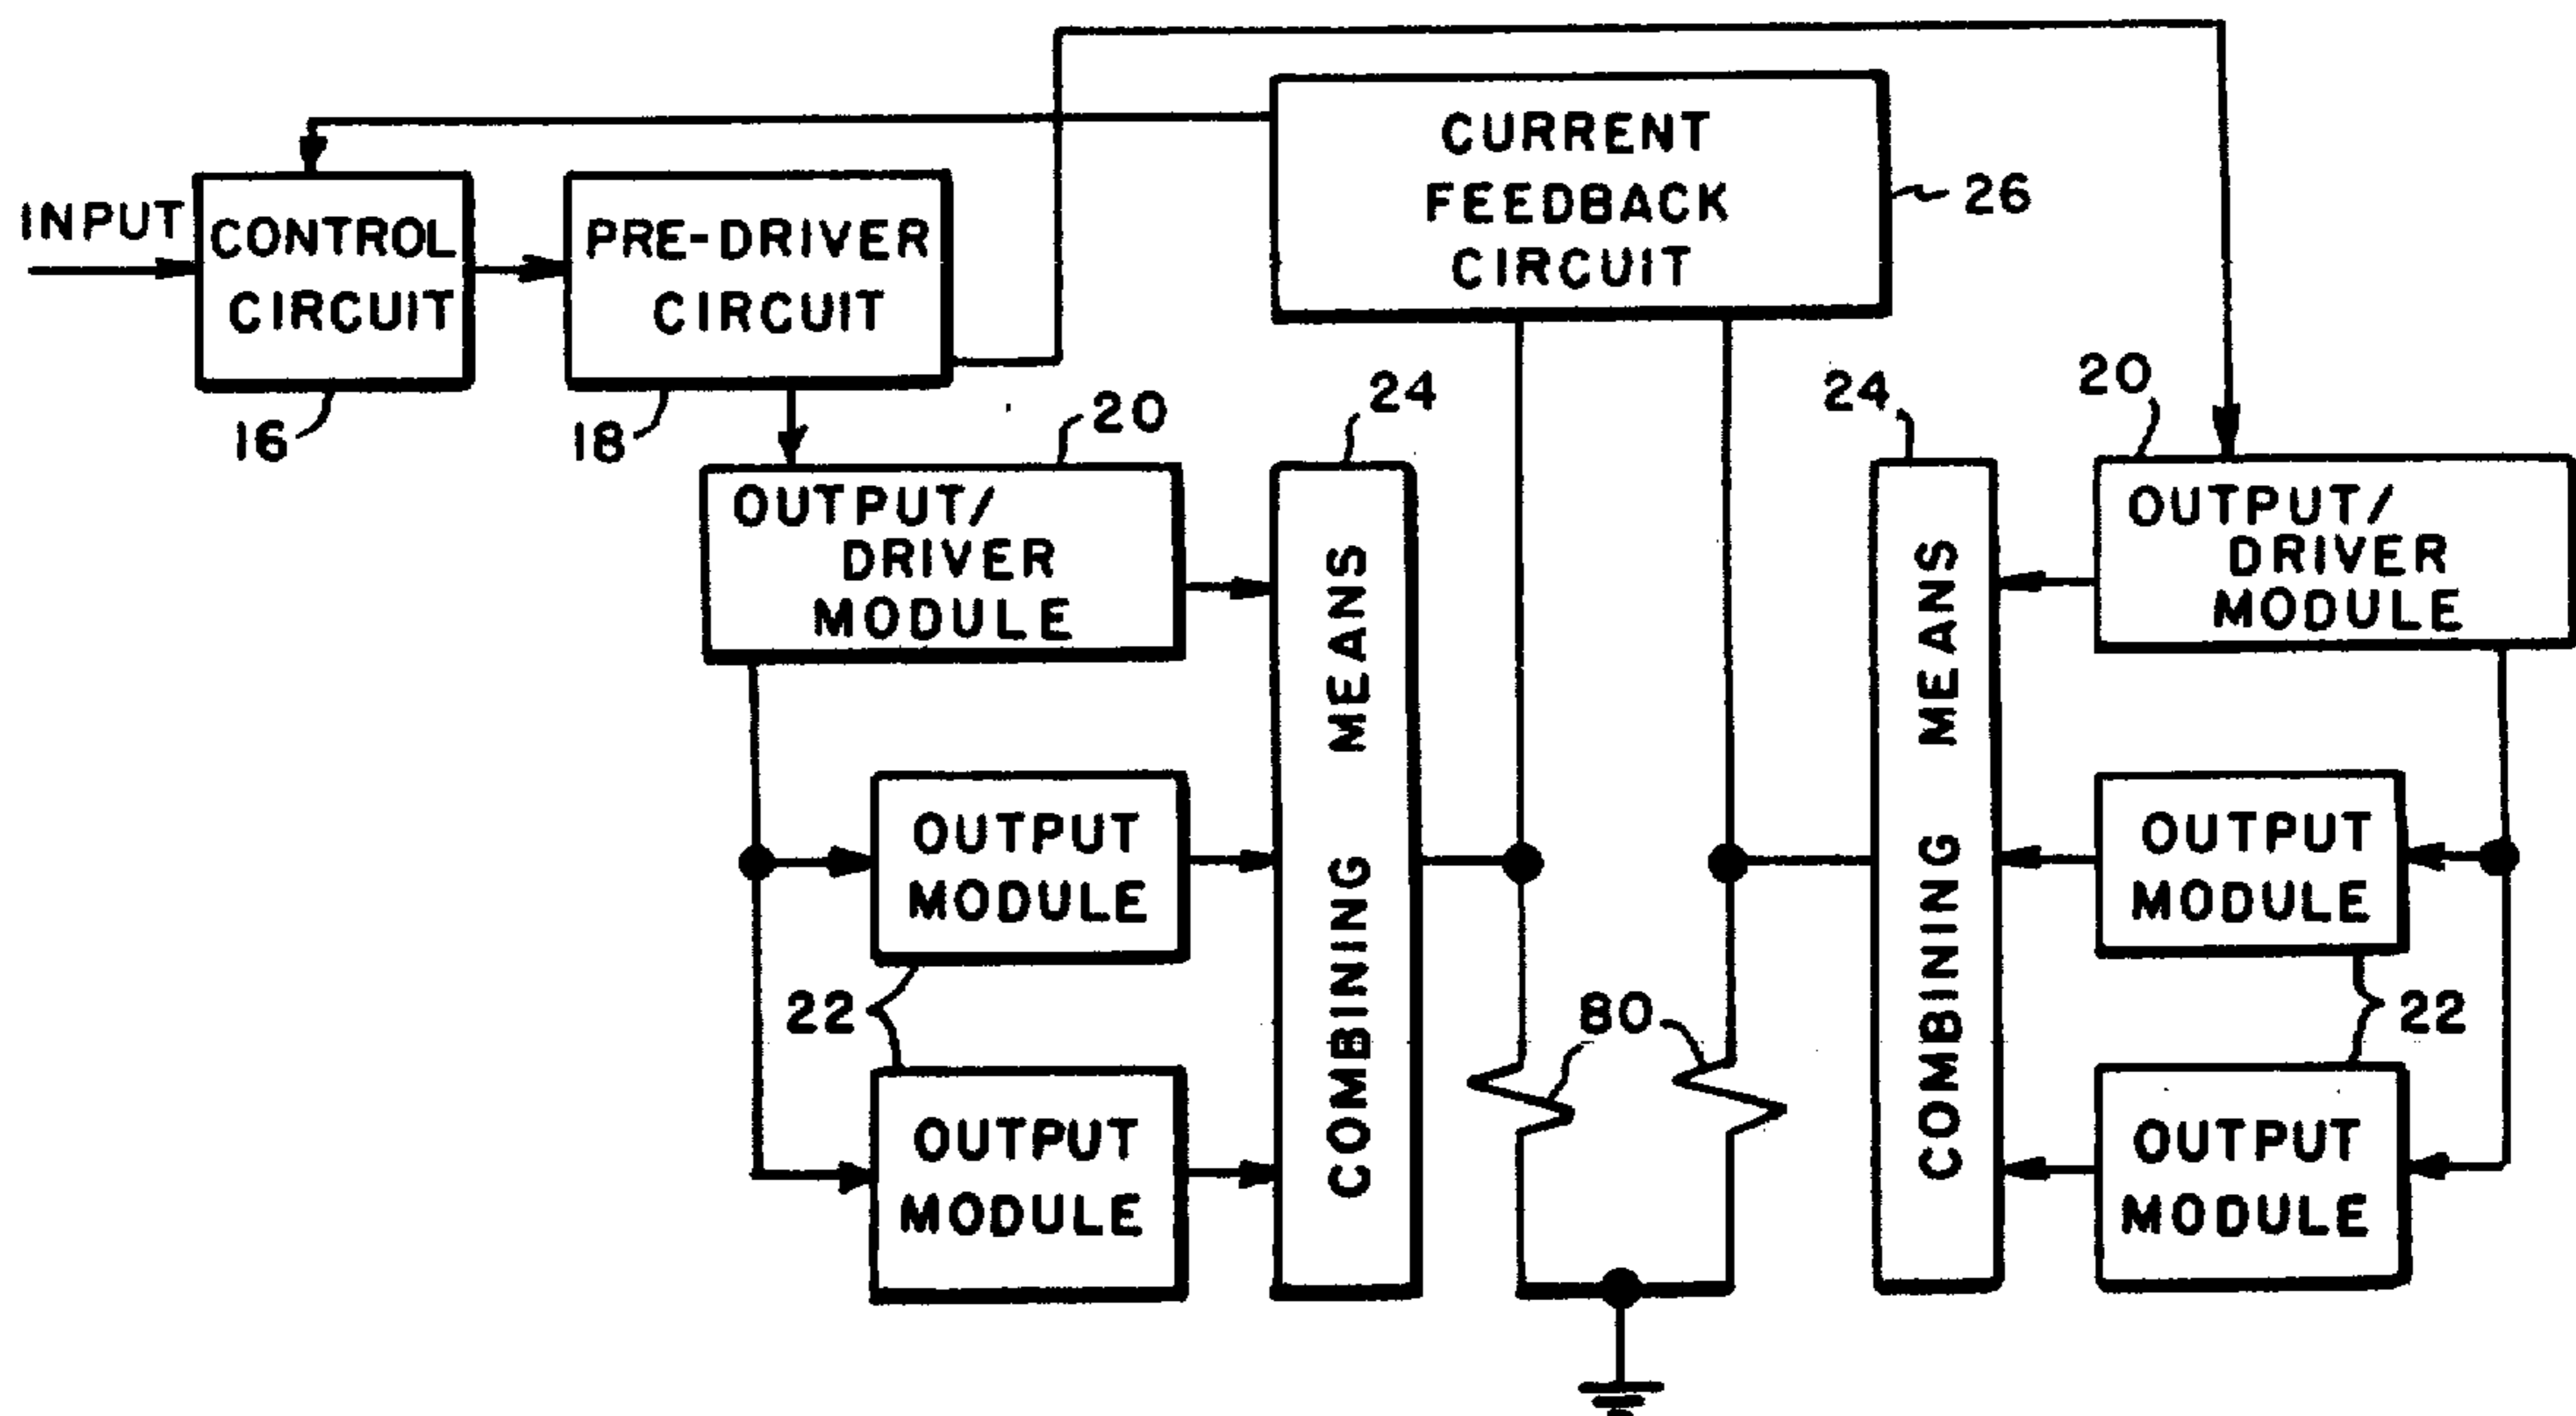 INPUT
CONTROL
CIRCUIT
16
PRE-DRIVER
CIRCUIT
18
CURRENT
FEEDBACK
CIRCUIT
26
20
OUTPUT/
DRIVER
MODULE
24
COMBINING MEANS
OUTPUT
MODULE
22
OUTPUT
MODULE
80
24
COMBINING MEANS
20
OUTPUT/
DRIVER
MODULE
OUTPUT
MODULE
22
OUTPUT
MODULE